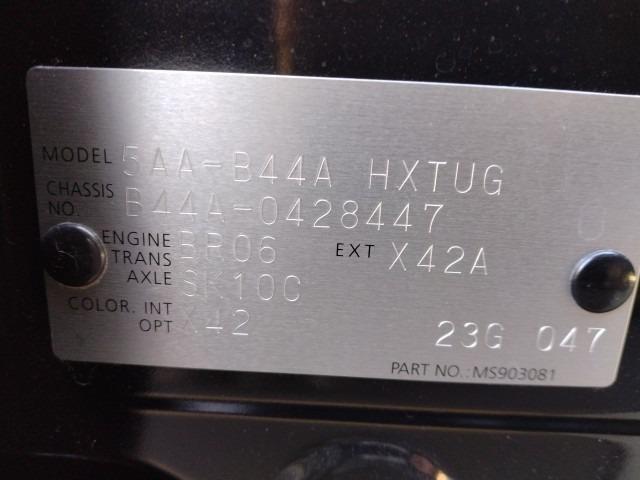 MODEL 5AA-B44A HXTUG
CHASSIS NO. B44A-0428447
ENGINE BR06 EXT X42A
TRANS AXLE SK10C
COLOR. INT OPT X42
23G 047
PART NO.: MS903081